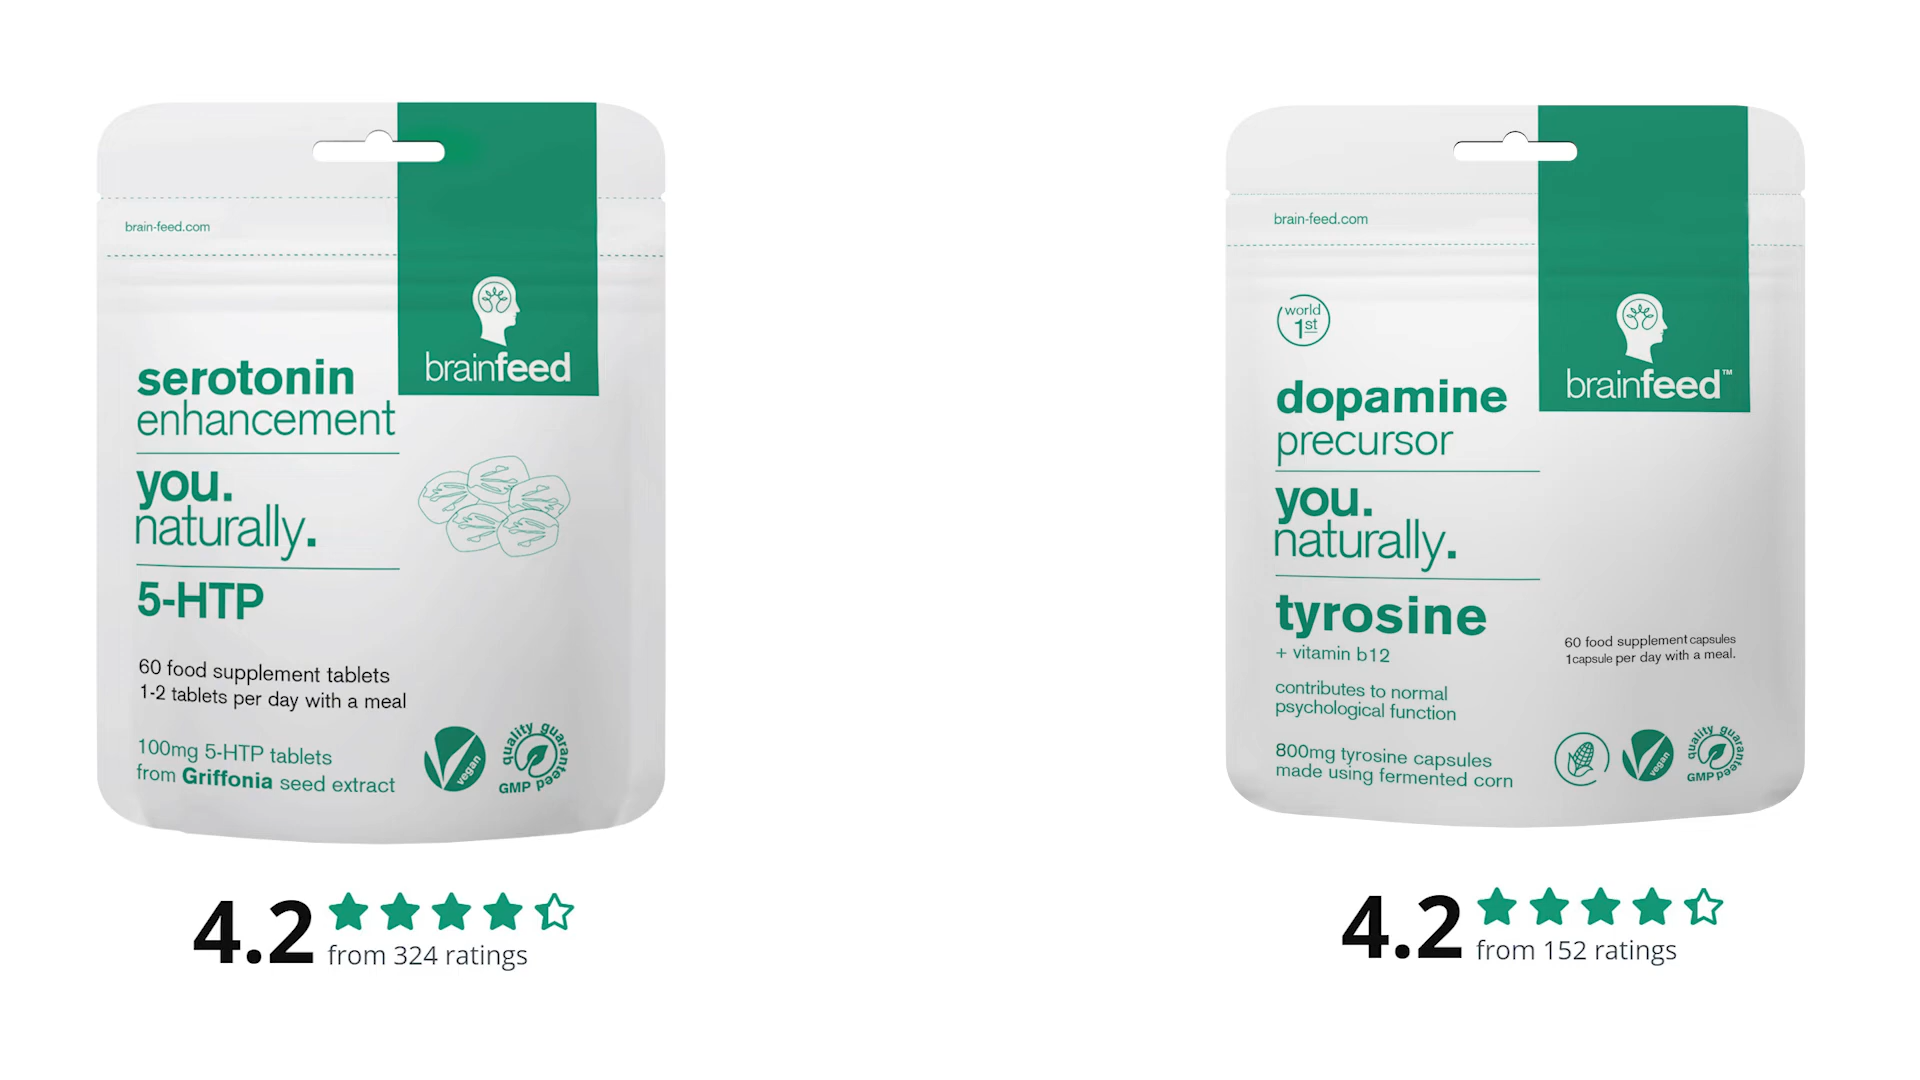 brain-feed.com
brainfeed
serotonin
enhancement
you.
naturally.
5-HTP
60 food supplement tablets
1-2 tablets per day with a meal
100mg 5-HTP tablets
from Griffonia seed extract
vegan
quality guaranteed
GMP
4.2
from 324 ratings
brain-feed.com
world
1st
brainfeed™
dopamine
precursor
you.
naturally.
tyrosine
+ vitamin b12
60 food supplement capsules
1capsule per day with a meal.
contributes to normal
psychological function
800mg tyrosine capsules
made using fermented corn
vegan
quality guaranteed
GMP
4.2
from 152 ratings